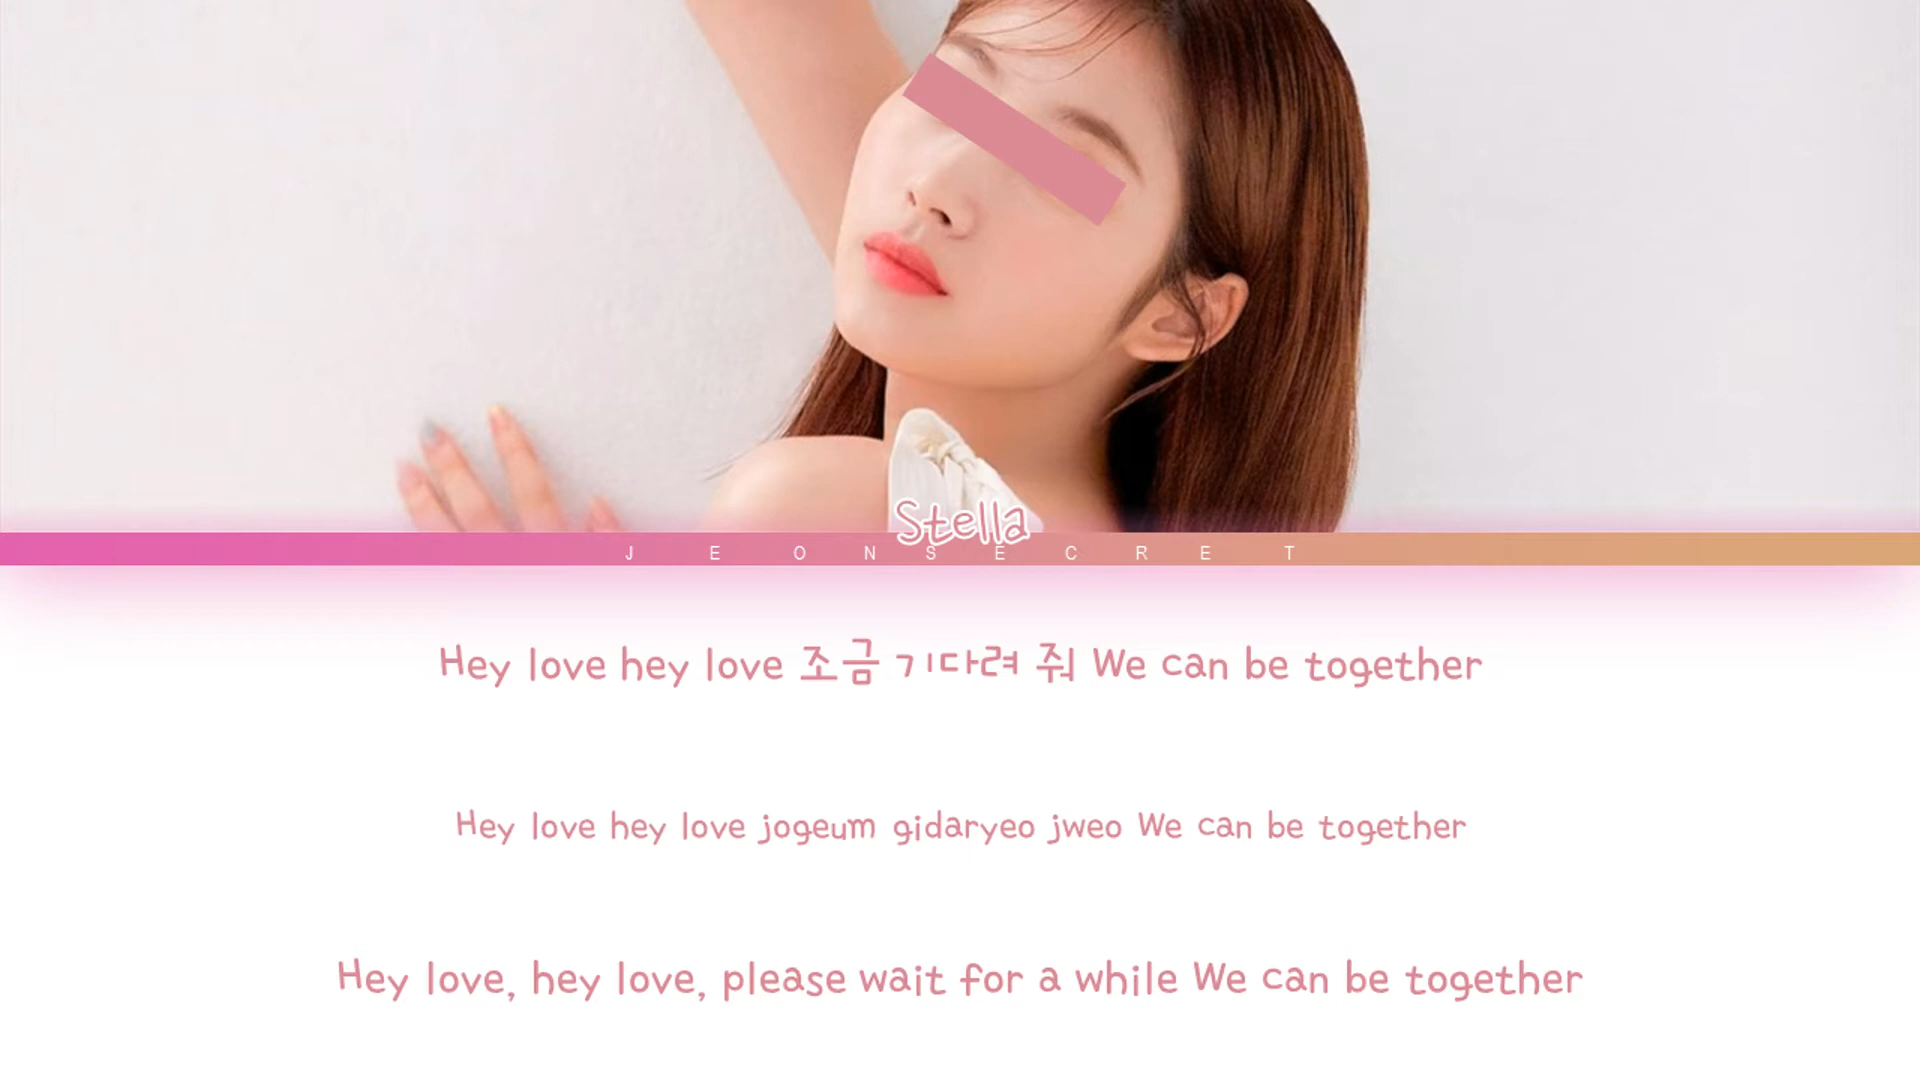 Stella
JEONSECRET
Hey love hey love 조금 기다려 줘 We can be together
Hey love hey love jogeum gidaryeo jweo We can be together
Hey love, hey love, please wait for a while We can be together